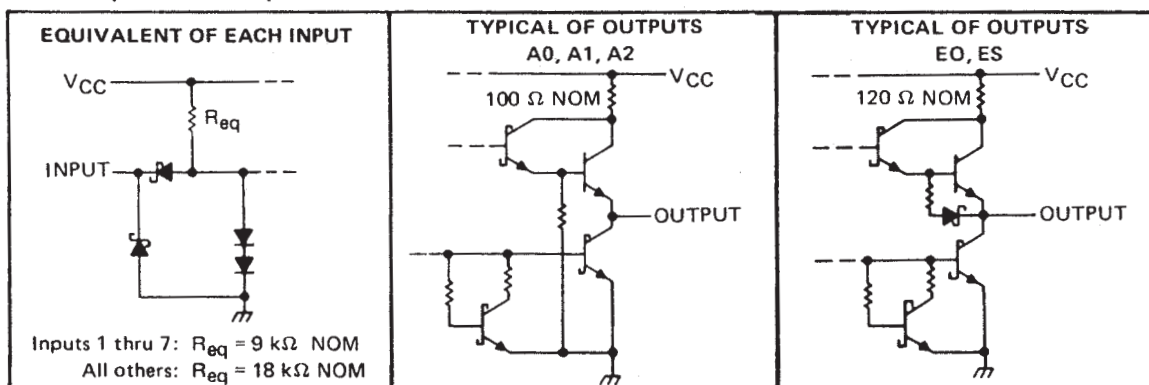 EQUIVALENT OF EACH INPUT
VCC
Req
INPUT
Inputs 1 thru 7: Req = 9 kΩ NOM
All others: Req = 18 kΩ NOM
TYPICAL OF OUTPUTS
A0, A1, A2
VCC
100 Ω NOM
OUTPUT
TYPICAL OF OUTPUTS
EO, ES
VCC
120 Ω NOM
OUTPUT